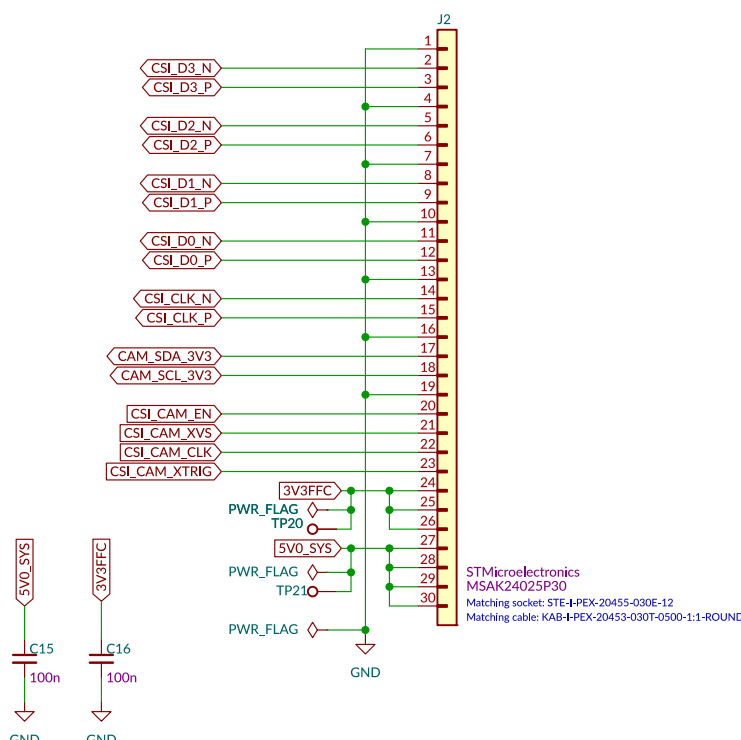 J2
1
CSI_D3_N 2
CSI_D3_P 3
4
CSI_D2_N 5
CSI_D2_P 6
7
CSI_D1_N 8
CSI_D1_P 9
10
CSI_D0_N 11
CSI_D0_P 12
13
CSI_CLK_N 14
CSI_CLK_P 15
16
CAM_SDA_3V3 17
CAM_SCL_3V3 18
19
CSI_CAM_EN 20
CSI_CAM_XVS 21
CSI_CAM_CLK 22
CSI_CAM_XTRIG 23
3V3FFC 24
PWR_FLAG 25
TP20 26
5V0_SYS 27
PWR_FLAG 28
TP21 29
30
STMicroelectronics
MSAK24025P30
Matching socket: STE-I-PEX-20455-030E-12
Matching cable: KAB-I-PEX-20453-030T-0500-1:1-ROUND
PWR_FLAG
GND
5V0_SYS
3V3FFC
C15
100n
C16
100n
GND
GND